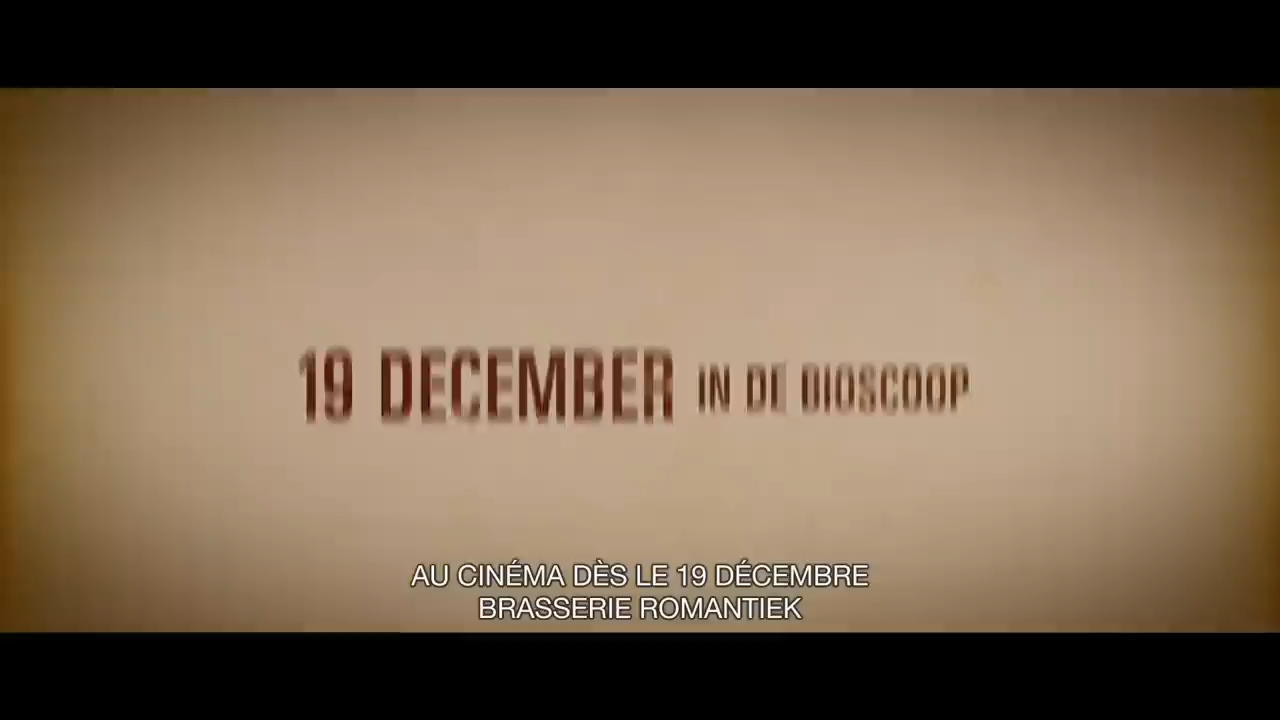 19 DECEMBER IN DE BIOSCOOP
AU CINÉMA DÈS LE 19 DÉCEMBRE
BRASSERIE ROMANTIEK